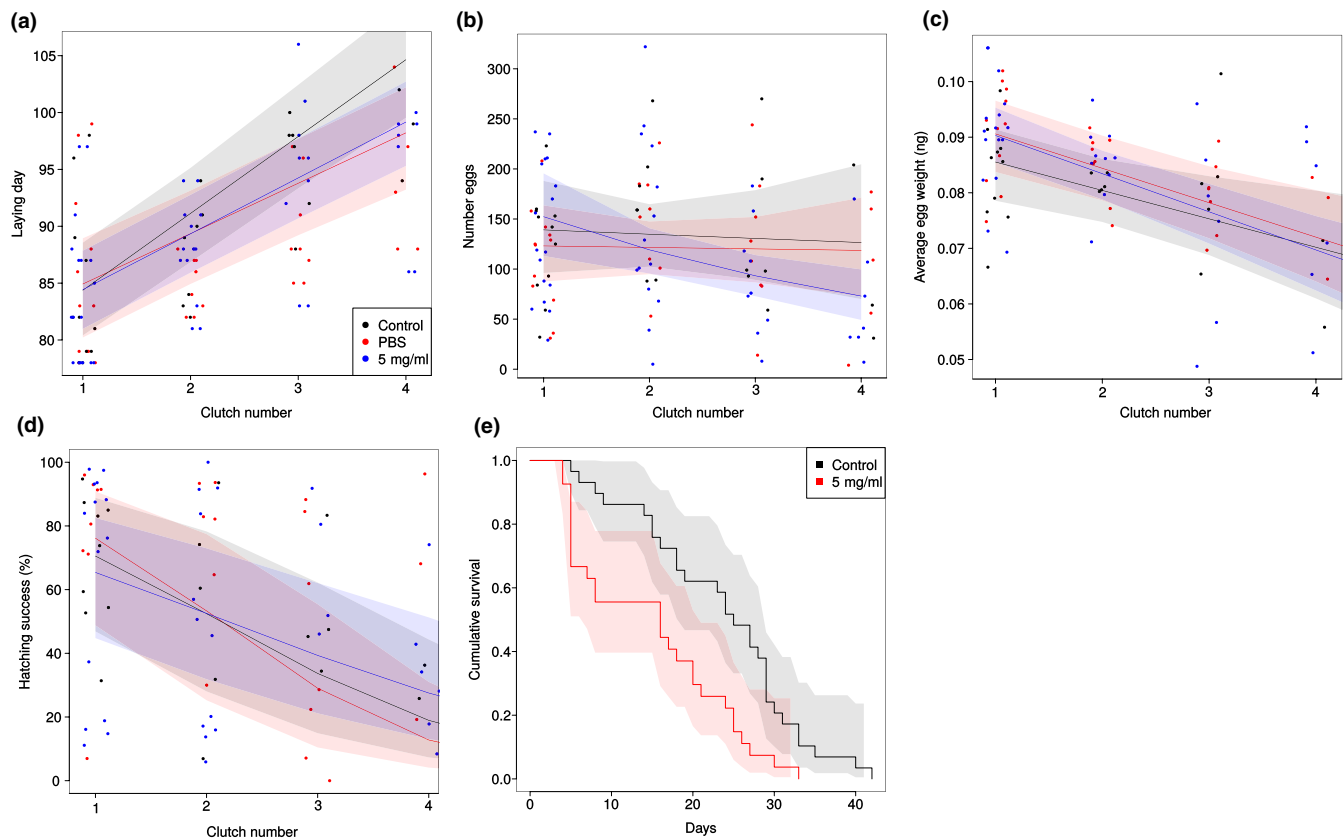 (a)
105
100
95
90
85
80
Laying day
1 2 3 4
Clutch number
Control
PBS
5 mg/ml
(b)
300
250
200
150
100
50
0
Number eggs
1 2 3 4
Clutch number
(c)
0.10
0.09
0.08
0.07
0.06
0.05
Average egg weight (ng)
1 2 3 4
Clutch number
(d)
100
80
60
40
20
0
Hatching success (%)
1 2 3 4
Clutch number
(e)
1.0
0.8
0.6
0.4
0.2
0.0
Cumulative survival
0 10 20 30 40
Days
Control
5 mg/ml